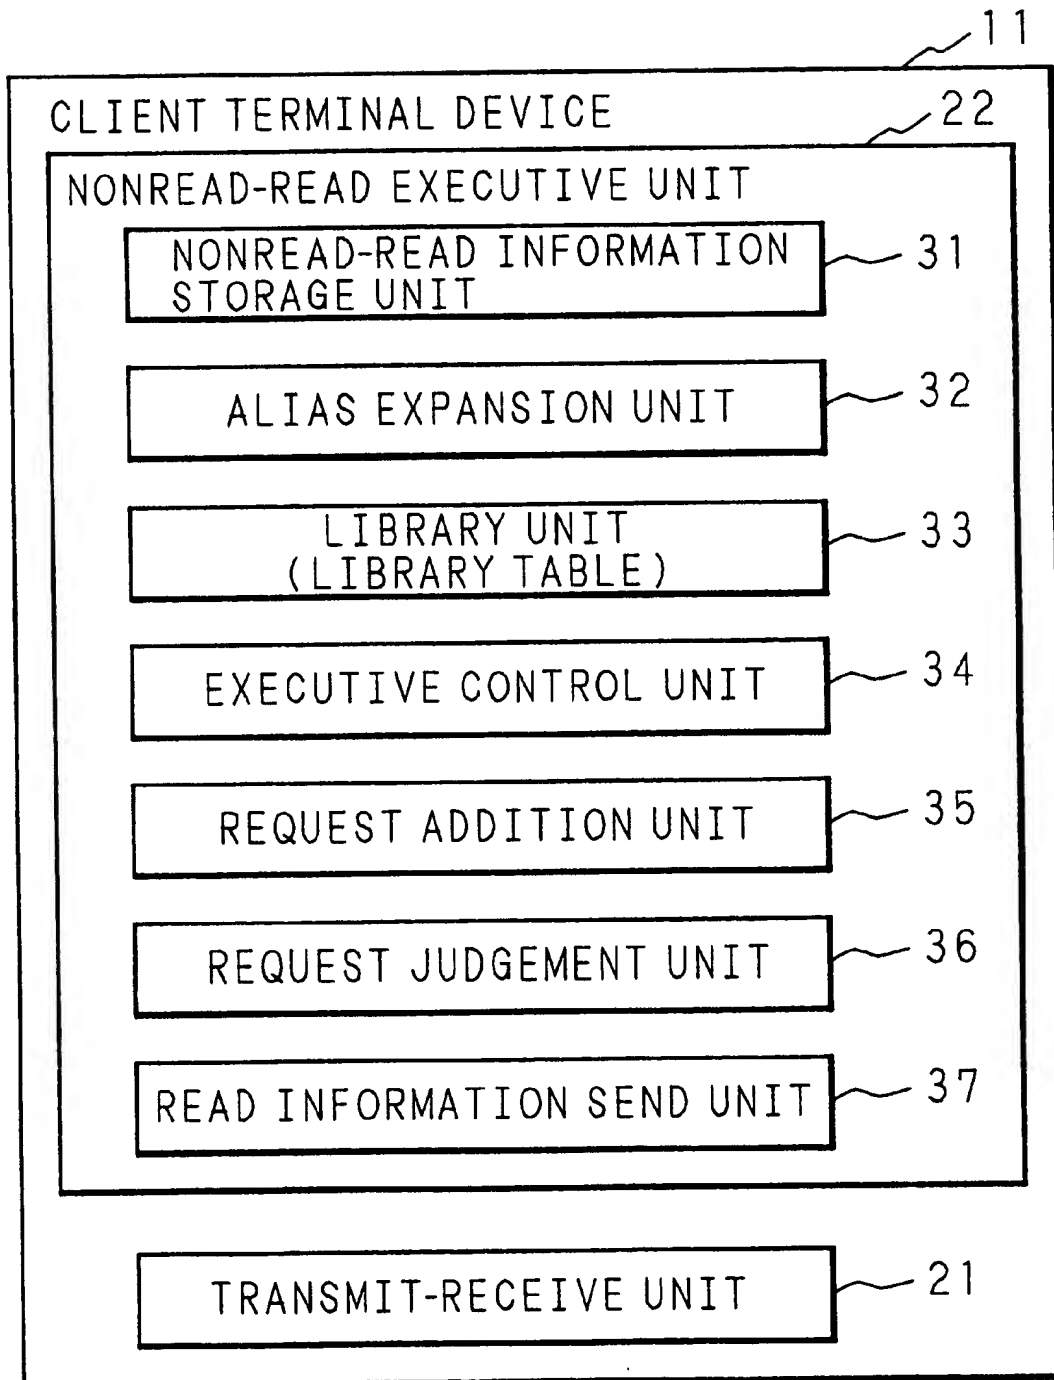 11
CLIENT TERMINAL DEVICE
22
NONREAD-READ EXECUTIVE UNIT
NONREAD-READ INFORMATION
STORAGE UNIT
31
ALIAS EXPANSION UNIT
32
LIBRARY UNIT
(LIBRARY TABLE)
33
EXECUTIVE CONTROL UNIT
34
REQUEST ADDITION UNIT
35
REQUEST JUDGEMENT UNIT
36
READ INFORMATION SEND UNIT
37
TRANSMIT-RECEIVE UNIT
21